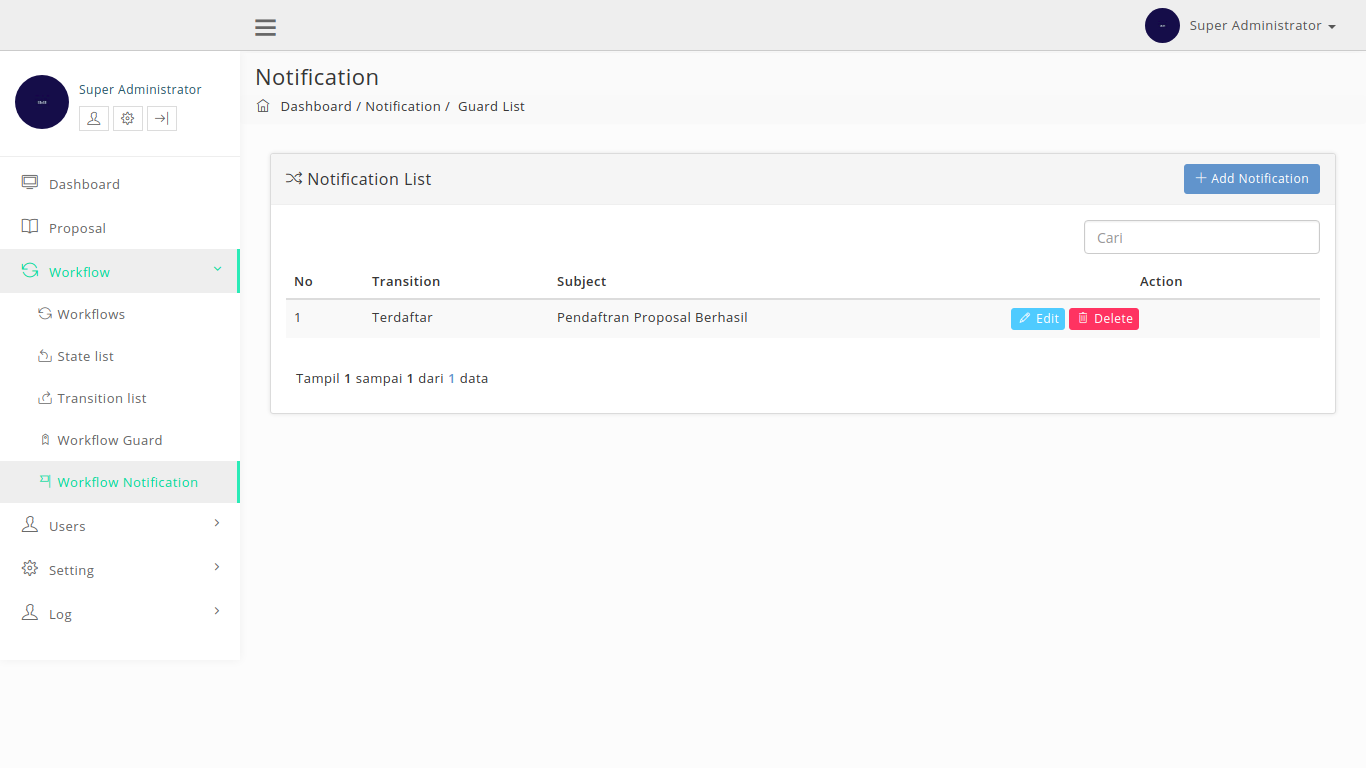 Super Administrator
Super Administrator
Notification
Dashboard / Notification / Guard List
Dashboard
Proposal
Workflow
Workflows
State list
Transition list
Workflow Guard
Workflow Notification
Users
Setting
Log
Notification List
Add Notification
Cari
No Transition Subject Action
1 Terdaftar Pendaftran Proposal Berhasil Edit Delete
Tampil 1 sampai 1 dari 1 data